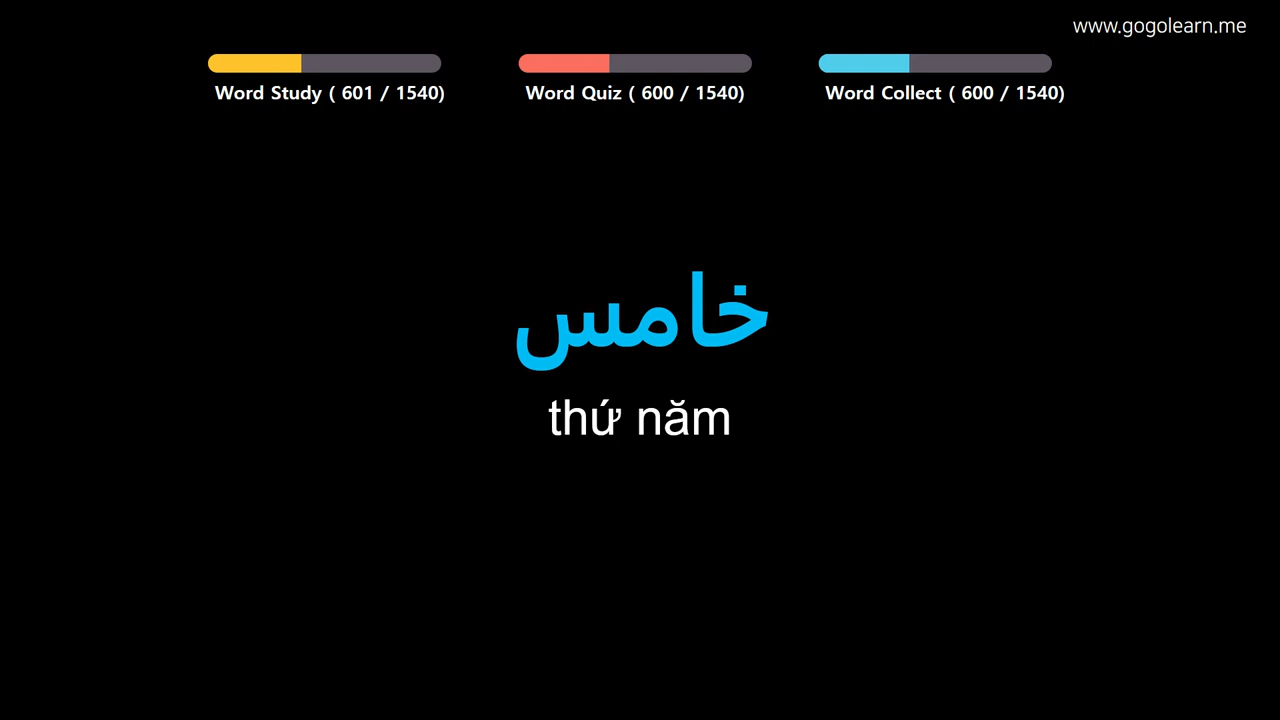 www.gogolearn.me
Word Study ( 601 / 1540)
Word Quiz ( 600 / 1540)
Word Collect ( 600 / 1540)
خامس
thứ năm